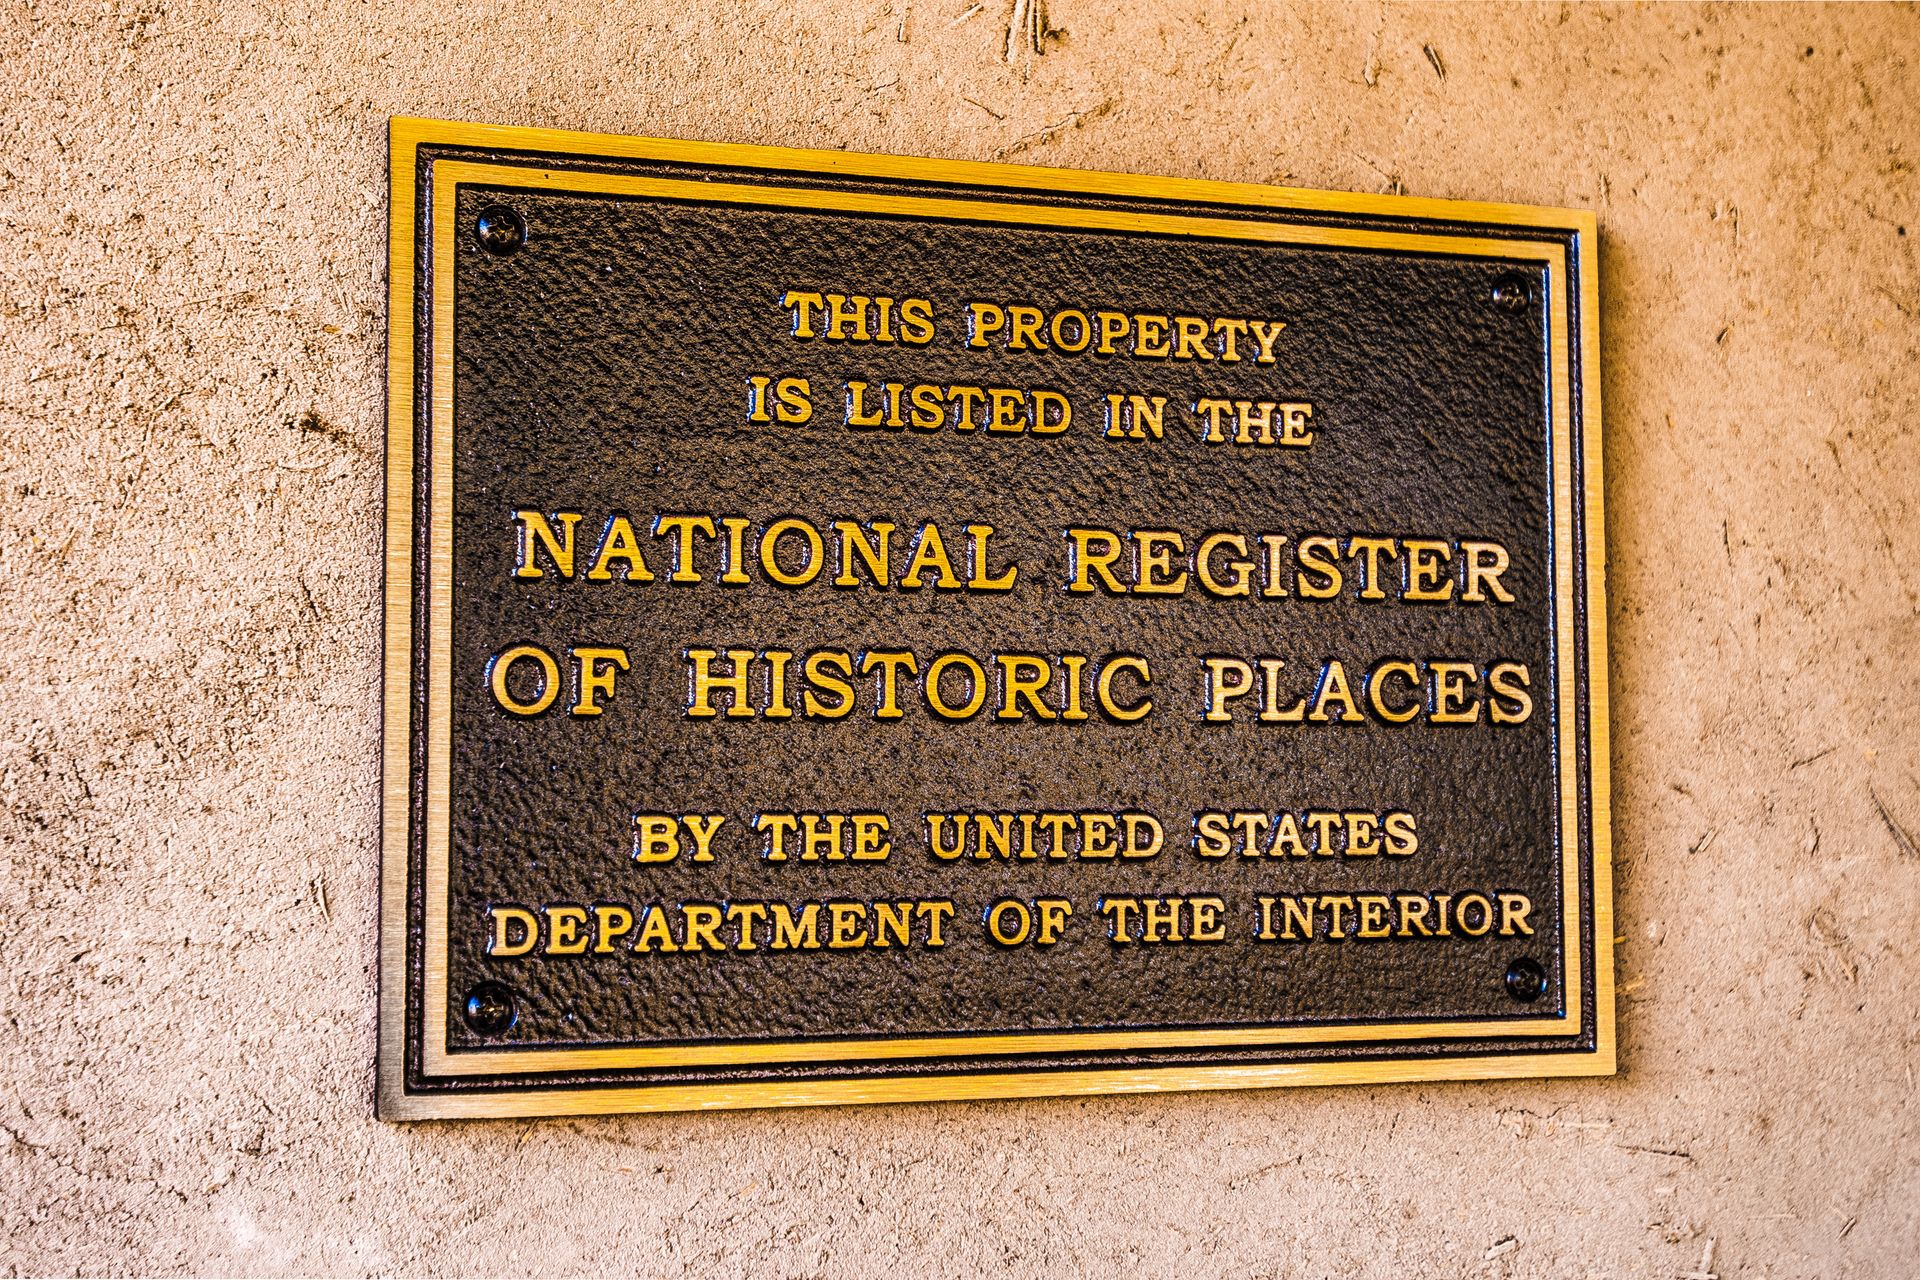 THIS PROPERTY
IS LISTED IN THE
NATIONAL REGISTER
OF HISTORIC PLACES
BY THE UNITED STATES
DEPARTMENT OF THE INTERIOR